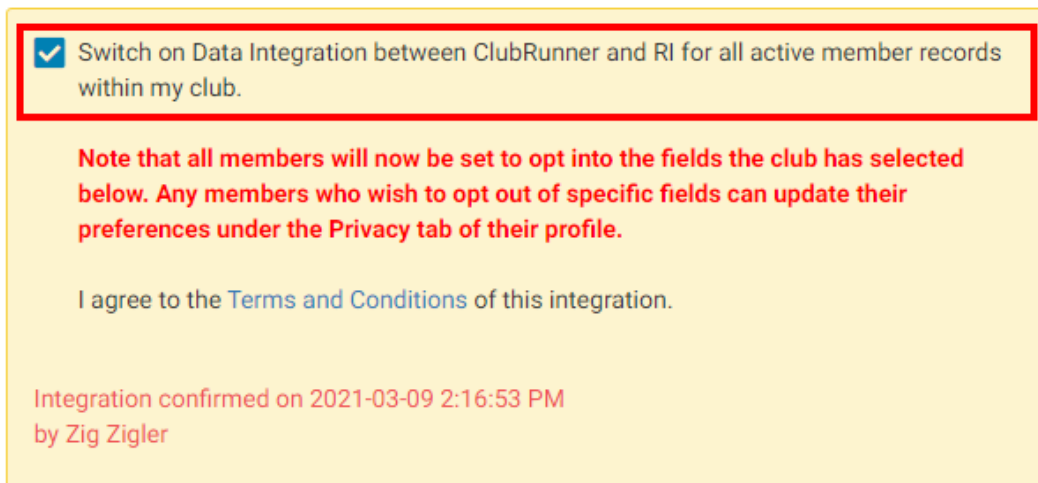 Switch on Data Integration between ClubRunner and RI for all active member records
within my club.
Note that all members will now be set to opt into the fields the club has selected
below. Any members who wish to opt out of specific fields can update their
preferences under the Privacy tab of their profile.
I agree to the Terms and Conditions of this integration.
Integration confirmed on 2021-03-09 2:16:53 PM
by Zig Zigler